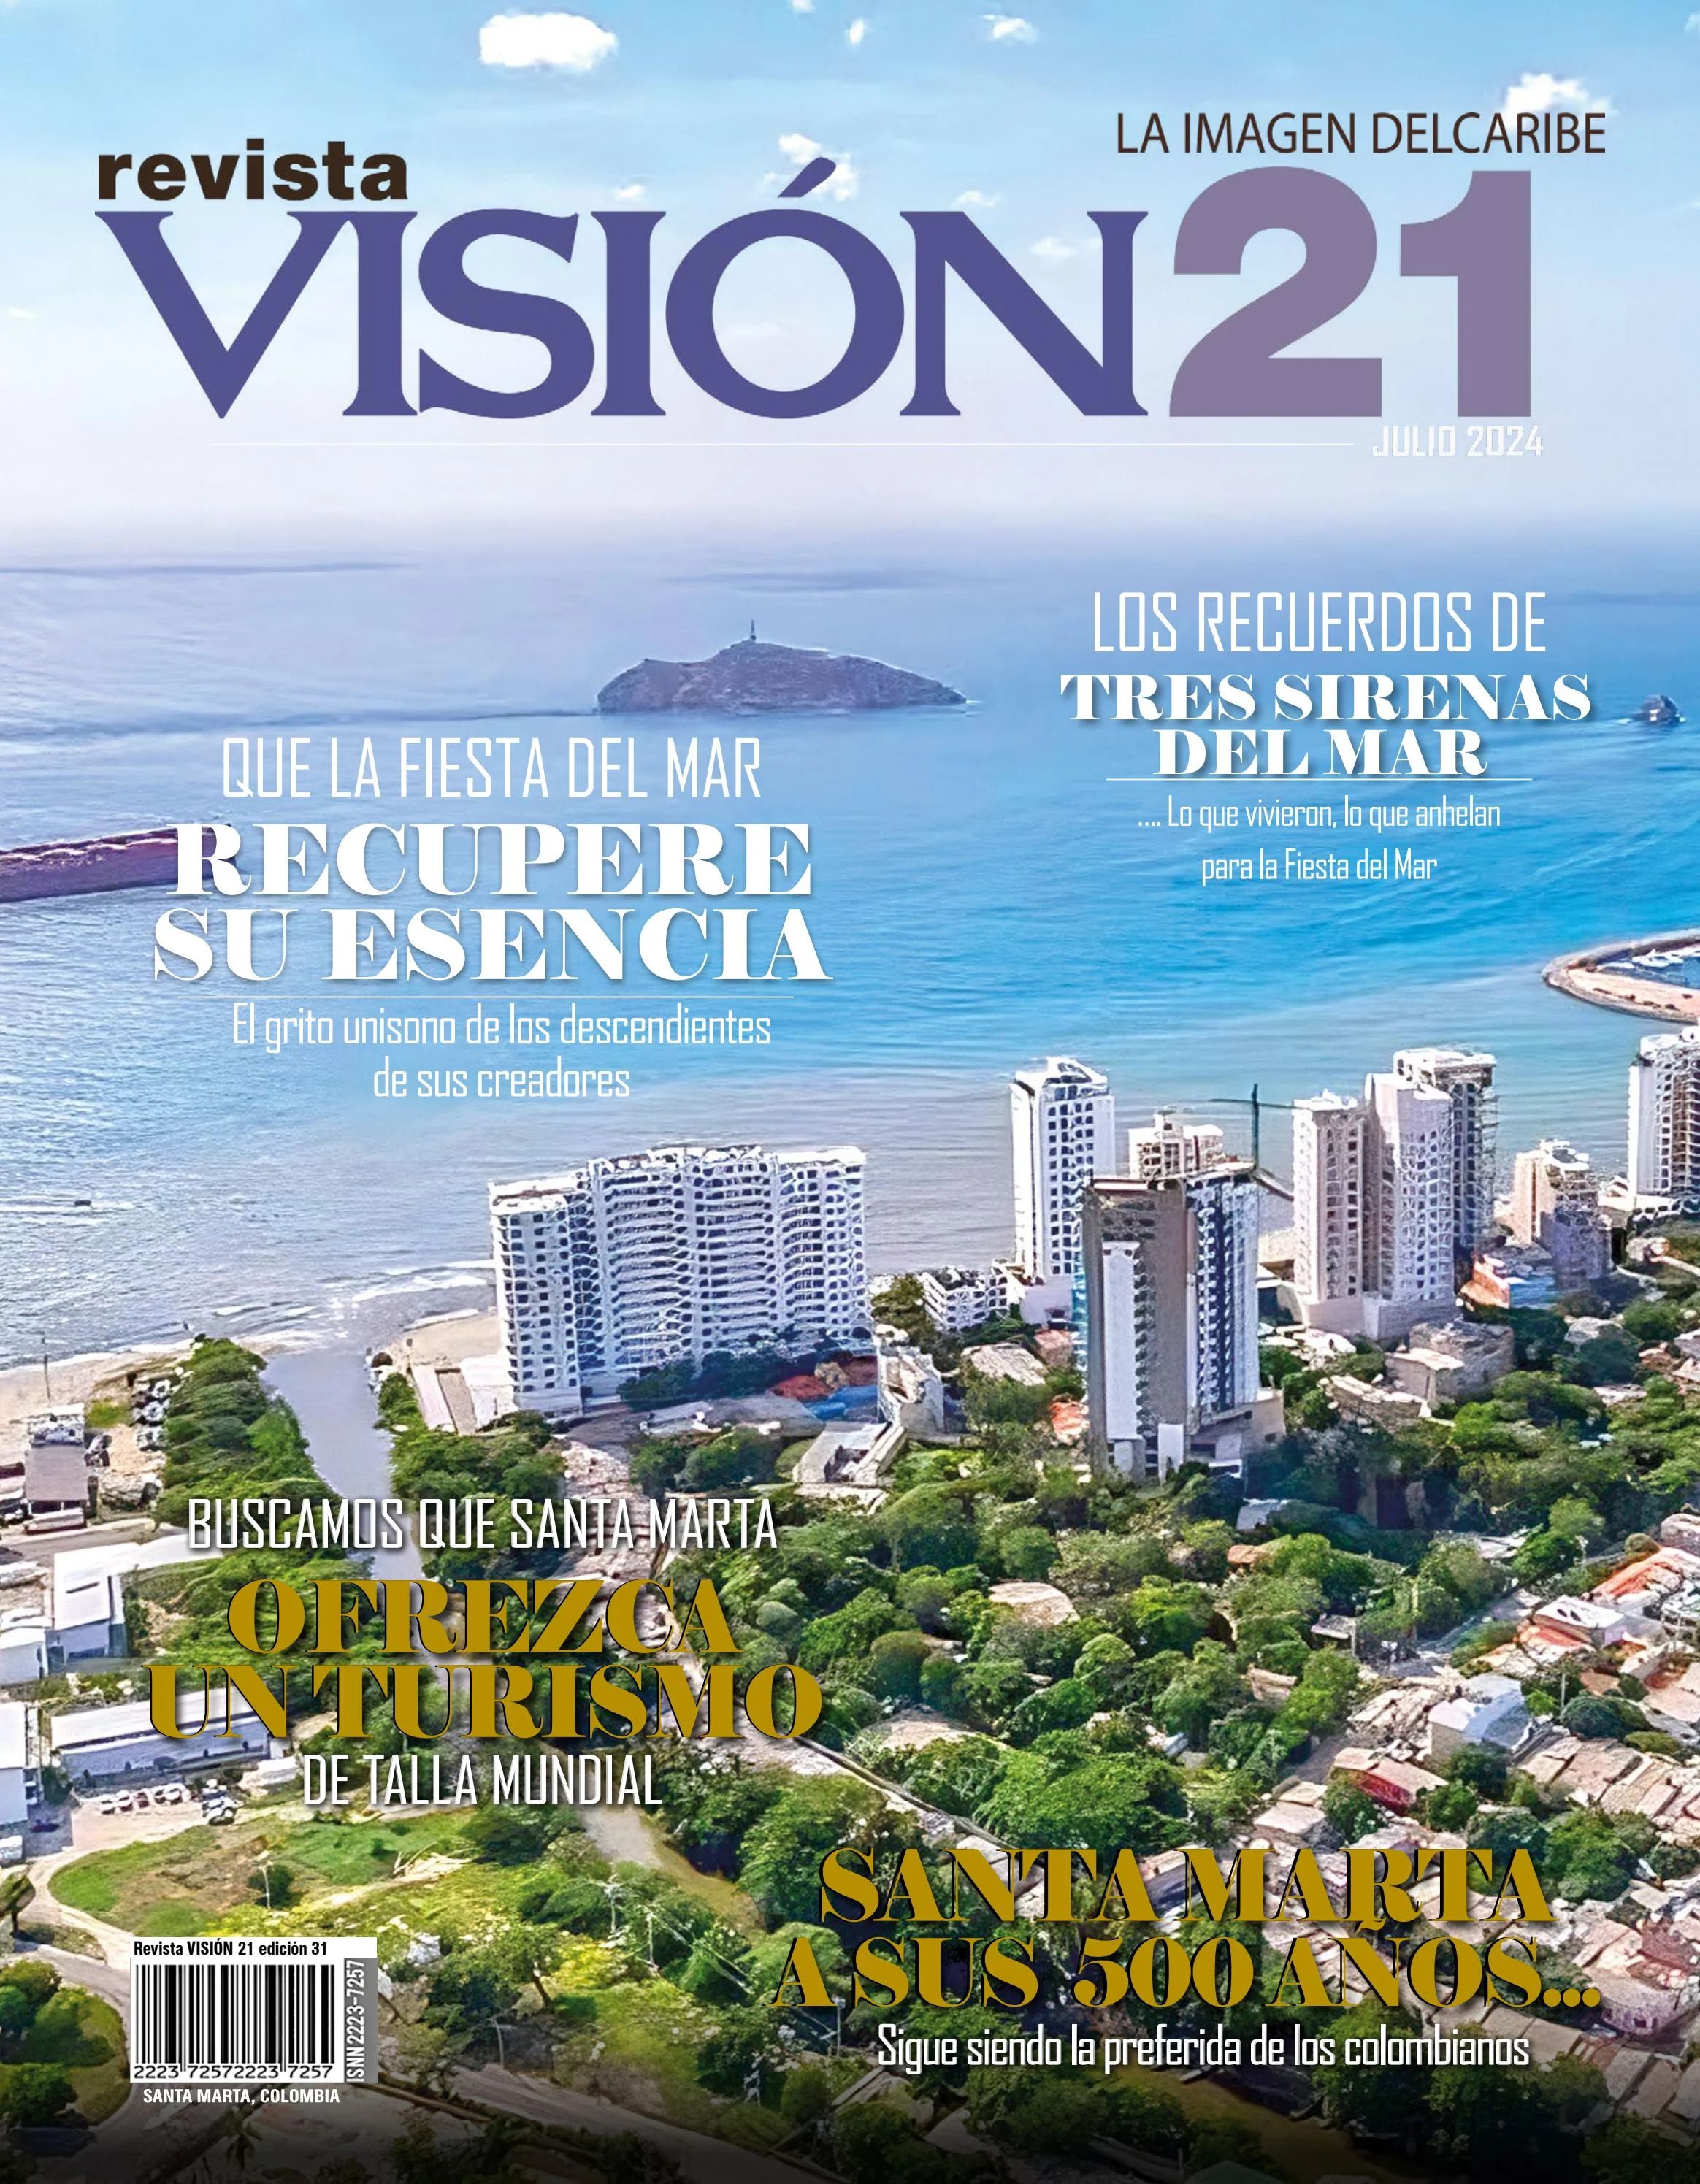 LA IMAGEN DELCARIBE
revista
VISIÓN21
JULIO 2024
LOS RECUERDOS DE
TRES SIRENAS
DEL MAR
.... Lo que vivieron, lo que anhelan
para la Fiesta del Mar
QUE LA FIESTA DEL MAR
RECUPERE
SU ESENCIA
El grito unisono de los descendientes
de sus creadores
BUSCAMOS QUE SANTA MARTA
OFREZCA
UN TURISMO
DE TALLA MUNDIAL
SANTA MARTA
A SUS 500 AÑOS...
Sigue siendo la preferida de los colombianos
Revista VISIÓN 21 edición 31
ISNN 2223-7257
2223 72572223 7257
SANTA MARTA, COLOMBIA